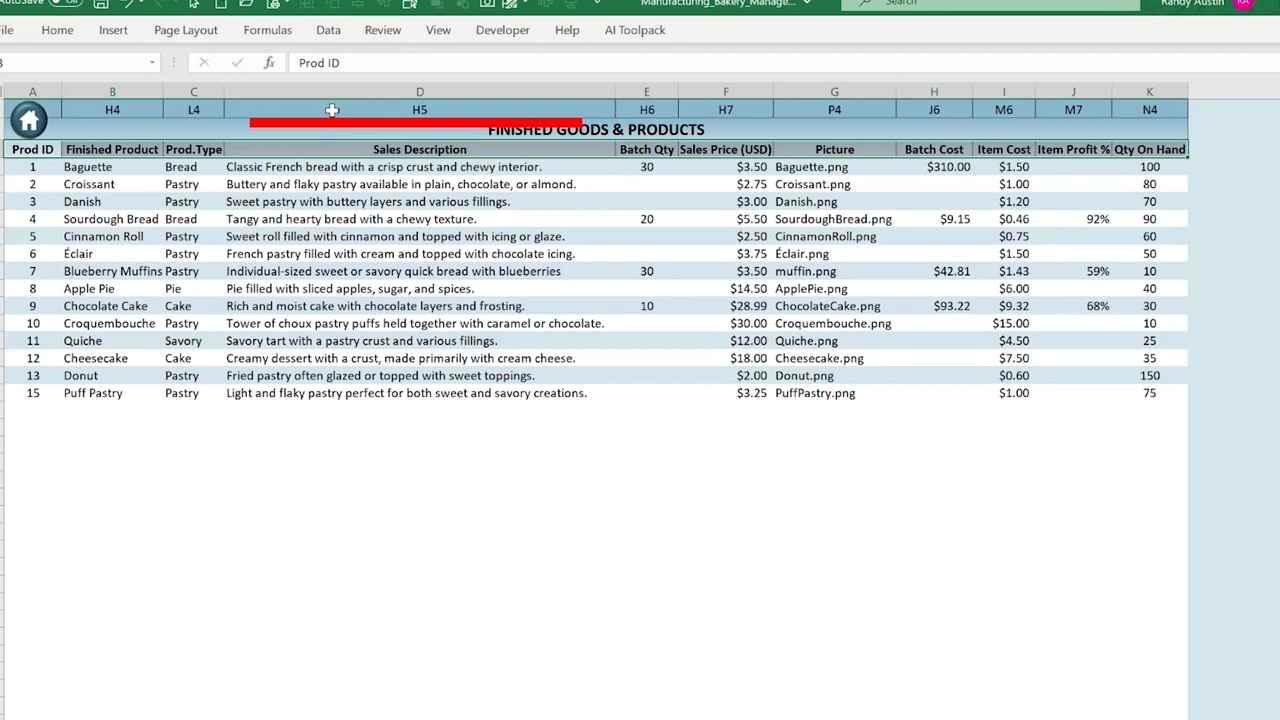 AutoSave Manufacturing_Bakery_Manage... Search Randy Austin RA
File Home Insert Page Layout Formulas Data Review View Developer Help AI Toolpack
fx Prod ID
A B C D E F G H I J K
H4 L4 H5 H6 H7 P4 J6 M6 M7 N4
FINISHED GOODS & PRODUCTS
Prod ID Finished Product Prod.Type Sales Description Batch Qty Sales Price (USD) Picture Batch Cost Item Cost Item Profit % Qty On Hand
1 Baguette Bread Classic French bread with a crisp crust and chewy interior. 30 $3.50 Baguette.png $310.00 $1.50 100
2 Croissant Pastry Buttery and flaky pastry available in plain, chocolate, or almond. $2.75 Croissant.png $1.00 80
3 Danish Pastry Sweet pastry with buttery layers and various fillings. $3.00 Danish.png $1.20 70
4 Sourdough Bread Bread Tangy and hearty bread with a chewy texture. 20 $5.50 SourdoughBread.png $9.15 $0.46 92% 90
5 Cinnamon Roll Pastry Sweet roll filled with cinnamon and topped with icing or glaze. $2.50 CinnamonRoll.png $0.75 60
6 Éclair Pastry French pastry filled with cream and topped with chocolate icing. $3.75 Éclair.png $1.50 50
7 Blueberry Muffins Pastry Individual-sized sweet or savory quick bread with blueberries 30 $3.50 muffin.png $42.81 $1.43 59% 10
8 Apple Pie Pie Pie filled with sliced apples, sugar, and spices. $14.50 ApplePie.png $6.00 40
9 Chocolate Cake Cake Rich and moist cake with chocolate layers and frosting. 10 $28.99 ChocolateCake.png $93.22 $9.32 68% 30
10 Croquembouche Pastry Tower of choux pastry puffs held together with caramel or chocolate. $30.00 Croquembouche.png $15.00 10
11 Quiche Savory Savory tart with a pastry crust and various fillings. $12.00 Quiche.png $4.50 25
12 Cheesecake Cake Creamy dessert with a crust, made primarily with cream cheese. $18.00 Cheesecake.png $7.50 35
13 Donut Pastry Fried pastry often glazed or topped with sweet toppings. $2.00 Donut.png $0.60 150
15 Puff Pastry Pastry Light and flaky pastry perfect for both sweet and savory creations. $3.25 PuffPastry.png $1.00 75